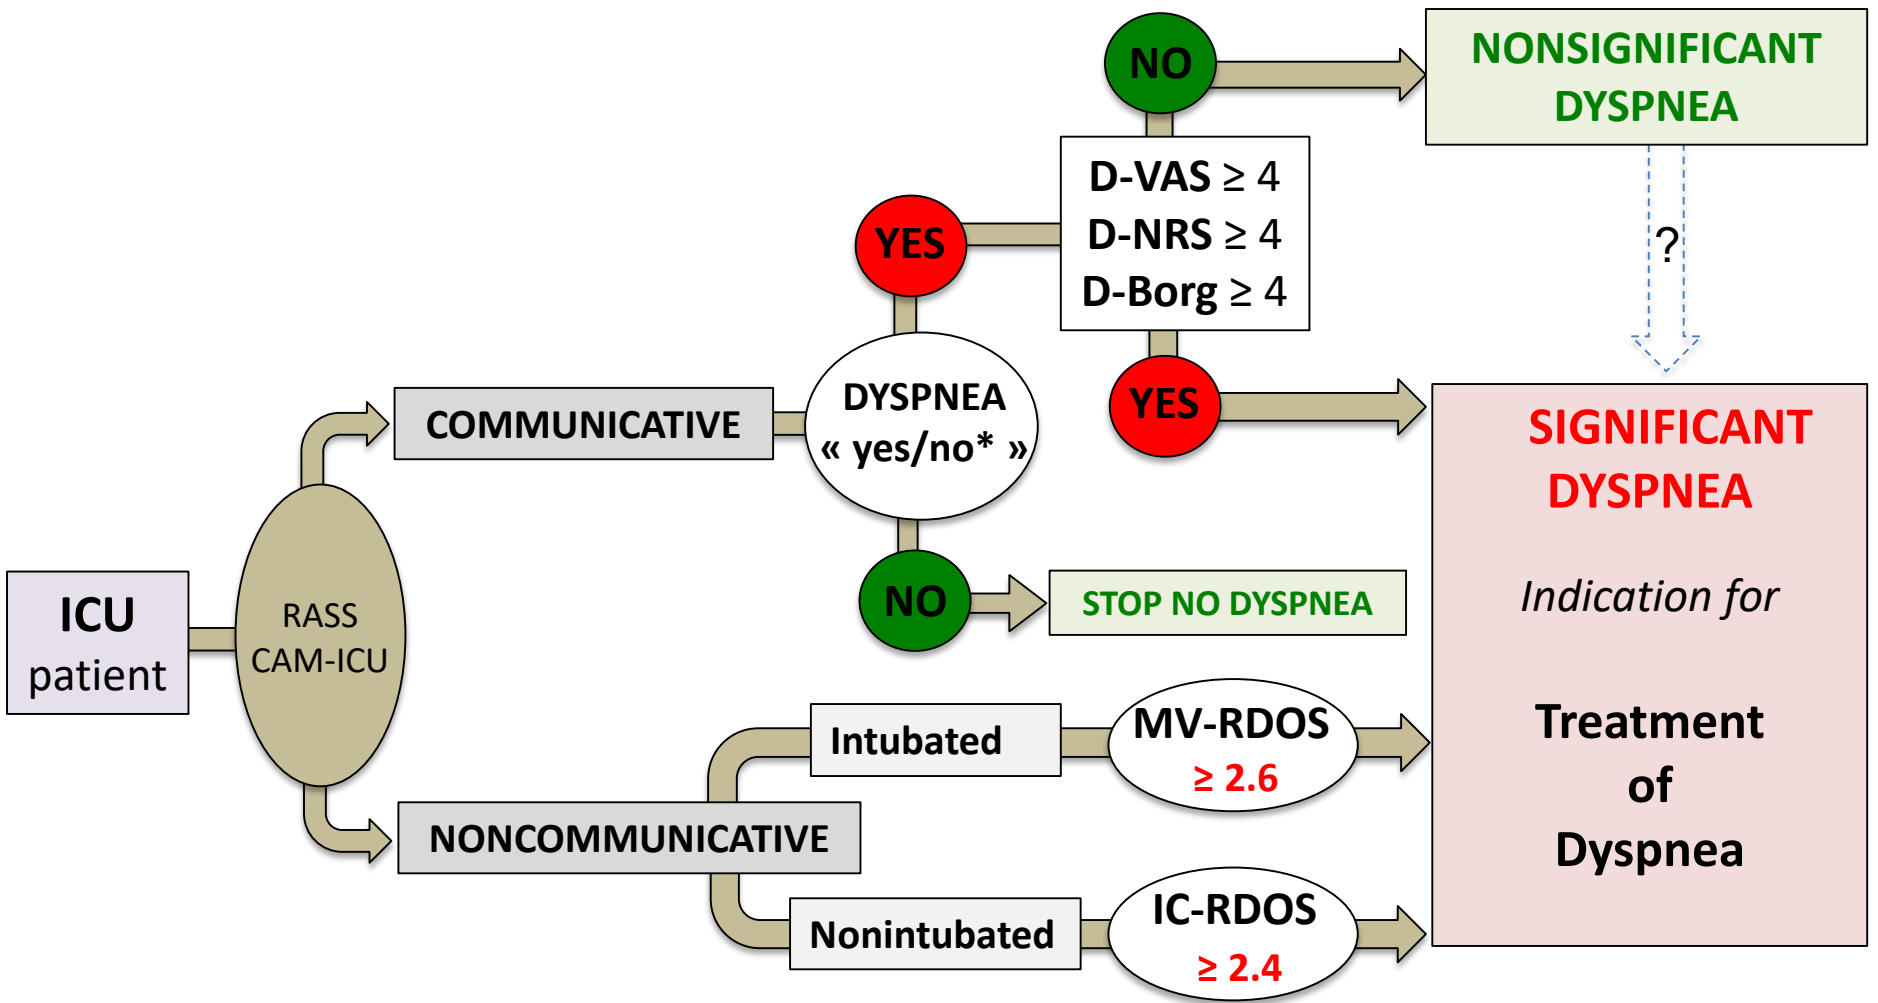 ICU
patient
RASS
CAM-ICU
COMMUNICATIVE
DYSPNEA
« yes/no* »
YES
NO
STOP NO DYSPNEA
D-VAS ≥ 4
D-NRS ≥ 4
D-Borg ≥ 4
NO
NONSIGNIFICANT
DYSPNEA
?
YES
NONCOMMUNICATIVE
Intubated
MV-RDOS
≥ 2.6
Nonintubated
IC-RDOS
≥ 2.4
SIGNIFICANT
DYSPNEA
Indication for
Treatment
of
Dyspnea